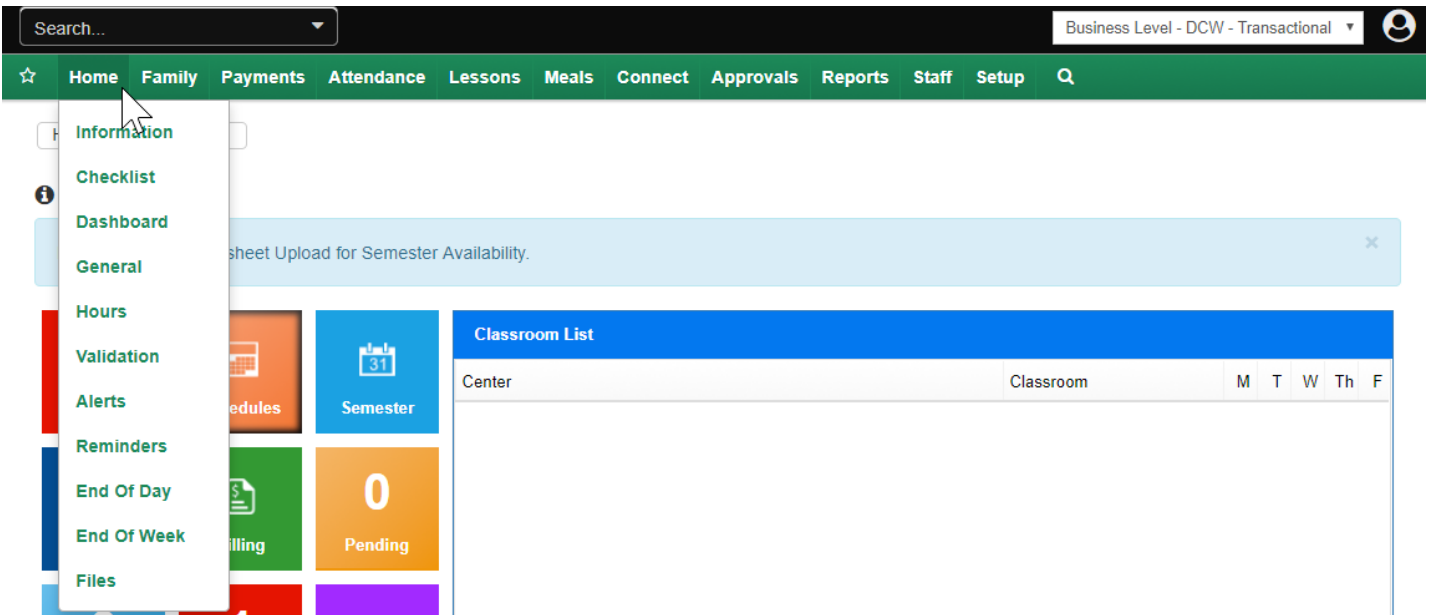 Search...
Business Level - DCW - Transactional
Home Family Payments Attendance Lessons Meals Connect Approvals Reports Staff Setup
Information
Checklist
Dashboard
General
Hours
Validation
Alerts
Reminders
End Of Day
End Of Week
Files
sheet Upload for Semester Availability.
×
edules
31
Semester
illing
0
Pending
Classroom List
Center Classroom M T W Th F